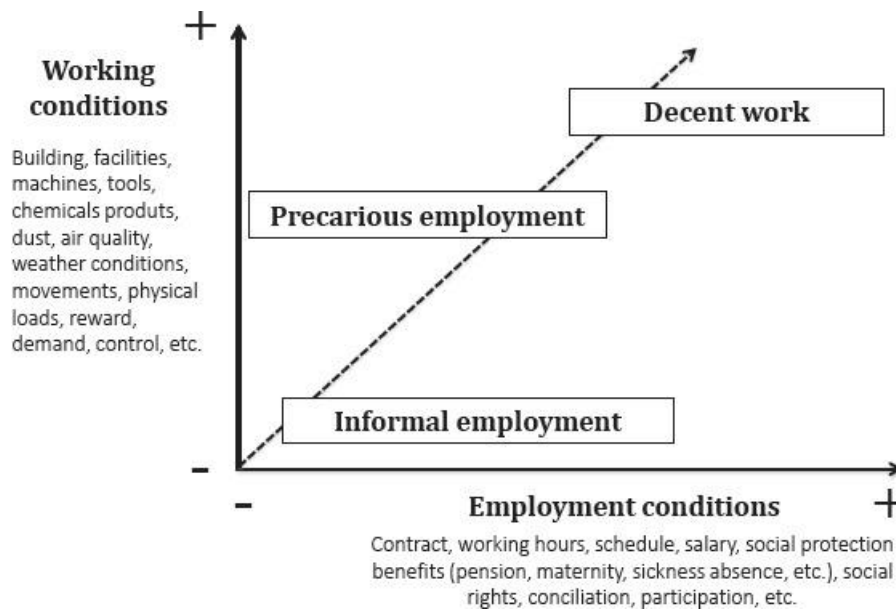 +
Working
conditions
Building, facilities,
machines, tools,
chemicals produts,
dust, air quality,
weather conditions,
movements, physical
loads, reward,
demand, control, etc.
Decent work
Precarious employment
Informal employment
-
-
Employment conditions
+
Contract, working hours, schedule, salary, social protection
benefits (pension, maternity, sickness absence, etc.), social
rights, conciliation, participation, etc.